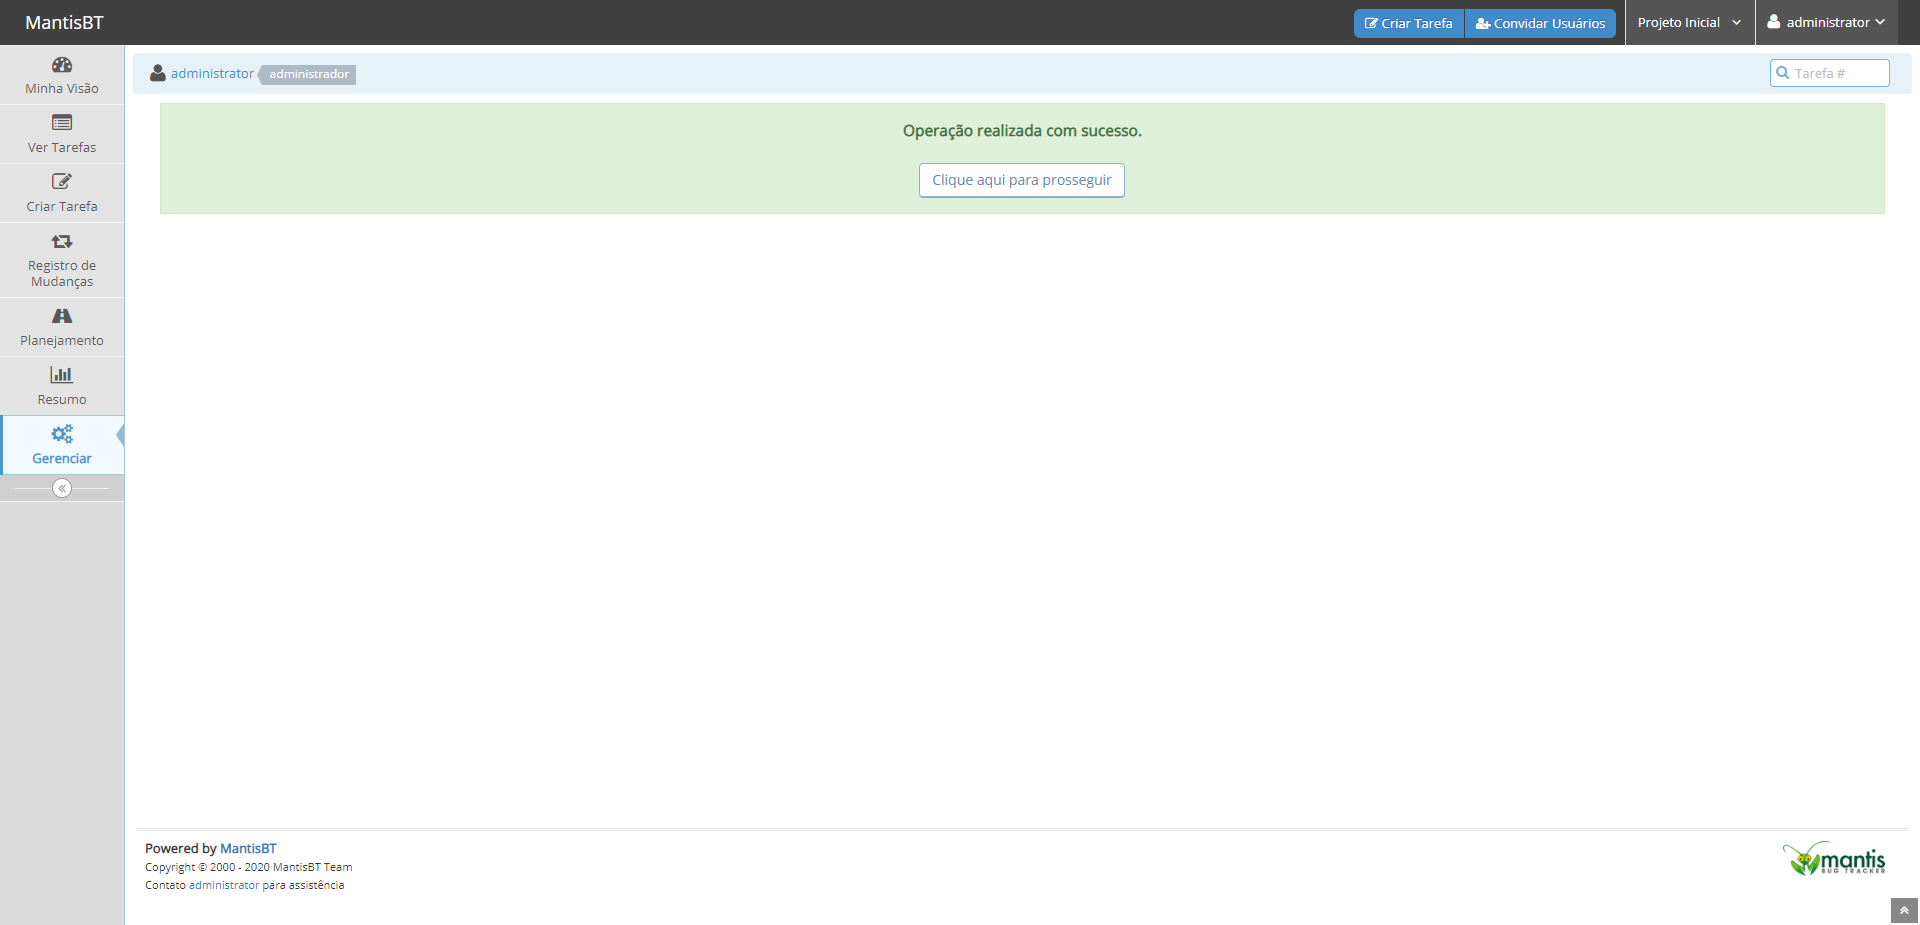 MantisBT
Criar Tarefa
Convidar Usuários
Projeto Inicial
administrator
Minha Visão
Ver Tarefas
Criar Tarefa
Registro de
Mudanças
Planejamento
Resumo
Gerenciar
administrator
administrador
Tarefa #
Operação realizada com sucesso.
Clique aqui para prosseguir
Powered by MantisBT
Copyright © 2000 - 2020 MantisBT Team
Contato administrator para assistência
mantis
BUG TRACKER